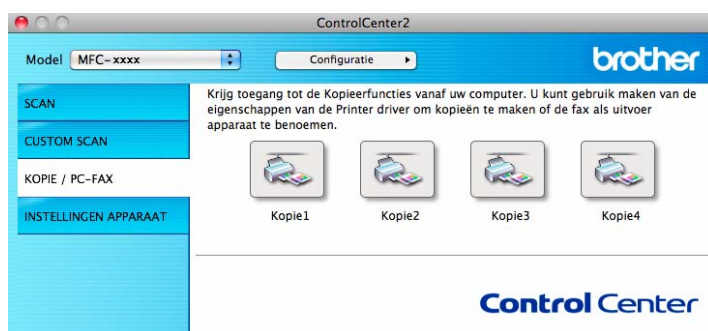 ControlCenter2
Model MFC-xxxx Configuratie brother
SCAN
CUSTOM SCAN
KOPIE / PC-FAX
INSTELLINGEN APPARAAT
Krijg toegang tot de Kopieerfuncties vanaf uw computer. U kunt gebruik maken van de
eigenschappen van de Printer driver om kopieën te maken of de fax als uitvoer
apparaat te benoemen.
Kopie1 Kopie2 Kopie3 Kopie4
Control Center